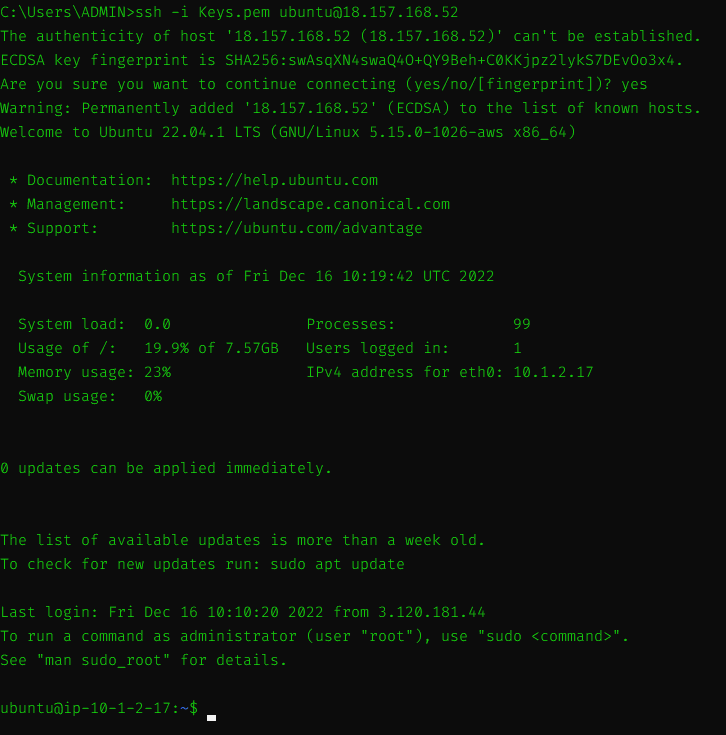 C:\Users\ADMIN>ssh -i Keys.pem ubuntu@18.157.168.52
The authenticity of host '18.157.168.52 (18.157.168.52)' can't be established.
ECDSA key fingerprint is SHA256:swAsqXN4swaQ4O+QY9Beh+C0KKjpz2lykS7DEvOo3x4.
Are you sure you want to continue connecting (yes/no/[fingerprint])? yes
Warning: Permanently added '18.157.168.52' (ECDSA) to the list of known hosts.
Welcome to Ubuntu 22.04.1 LTS (GNU/Linux 5.15.0-1026-aws x86_64)

 * Documentation:  https://help.ubuntu.com
 * Management:     https://landscape.canonical.com
 * Support:        https://ubuntu.com/advantage

  System information as of Fri Dec 16 10:19:42 UTC 2022

  System load:  0.0               Processes:             99
  Usage of /:   19.9% of 7.57GB   Users logged in:       1
  Memory usage: 23%               IPv4 address for eth0: 10.1.2.17
  Swap usage:   0%

0 updates can be applied immediately.

The list of available updates is more than a week old.
To check for new updates run: sudo apt update

Last login: Fri Dec 16 10:10:20 2022 from 3.120.181.44
To run a command as administrator (user "root"), use "sudo <command>".
See "man sudo_root" for details.

ubuntu@ip-10-1-2-17:~$